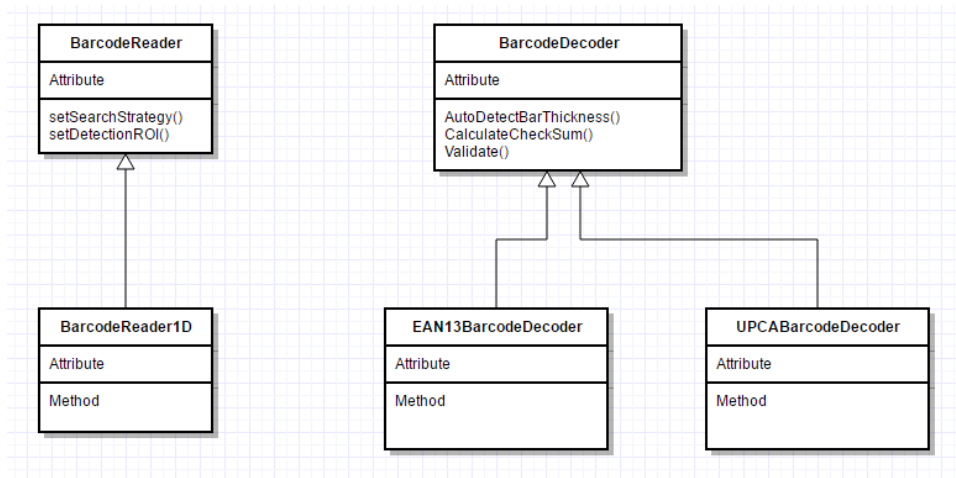 BarcodeReader
Attribute
setSearchStrategy()
setDetectionROI()
BarcodeDecoder
Attribute
AutoDetectBarThickness()
CalculateCheckSum()
Validate()
BarcodeReader1D
Attribute
Method
EAN13BarcodeDecoder
Attribute
Method
UPCABarcodeDecoder
Attribute
Method